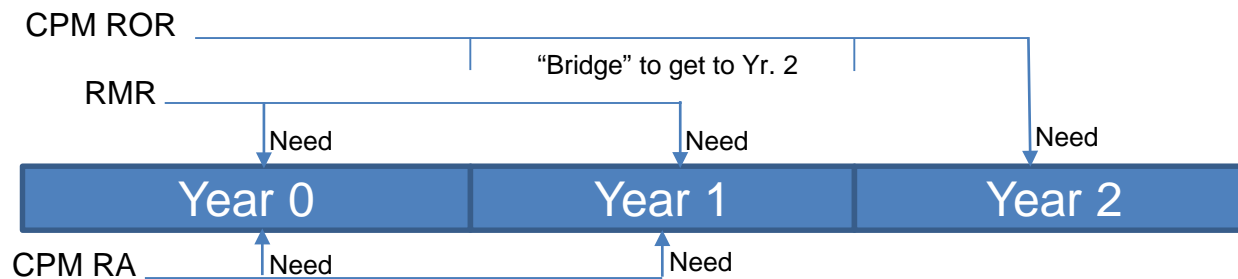 CPM ROR
“Bridge” to get to Yr. 2
RMR
Need
Need
Need
Year 0
Year 1
Year 2
CPM RA
Need
Need